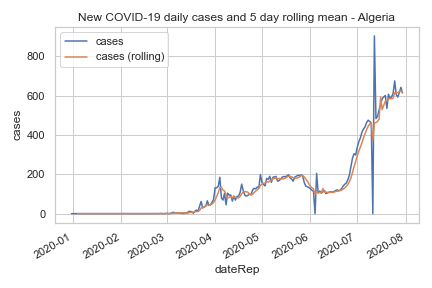 New COVID-19 daily cases and 5 day rolling mean - Algeria
cases
cases (rolling)
800
600
400
200
0
cases
2020-01
2020-02
2020-03
2020-04
2020-05
2020-06
2020-07
2020-08
dateRep